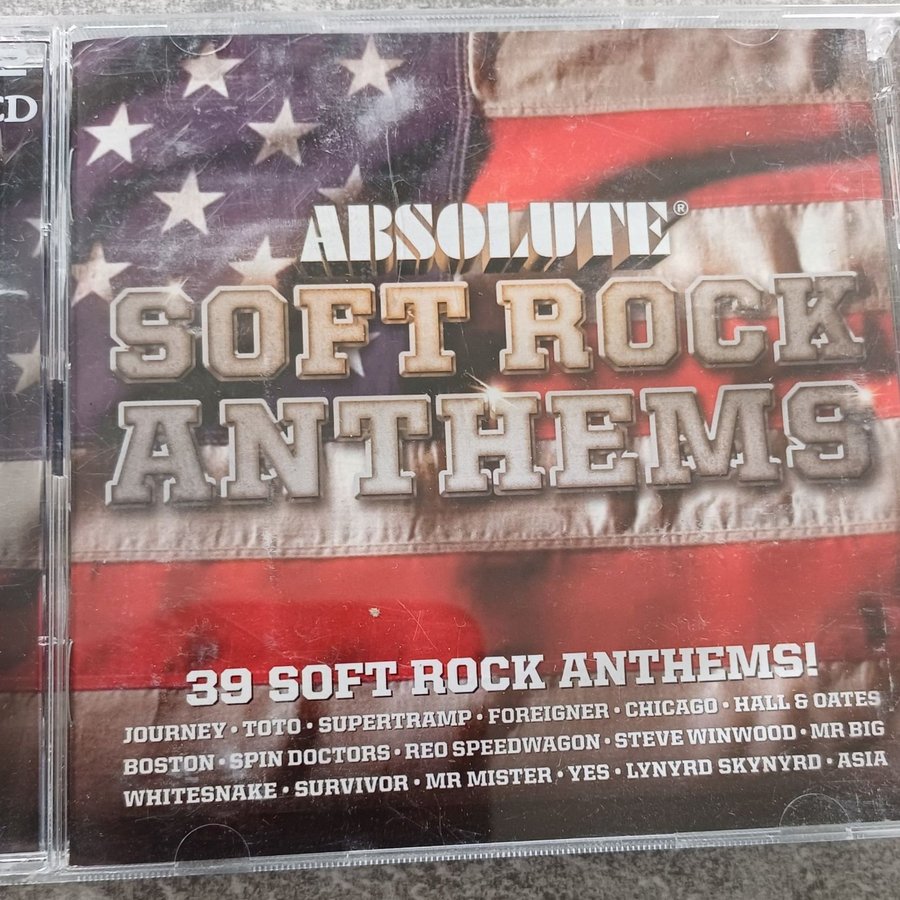 CD
ABSOLUTE®
SOFT ROCK
ANTHEMS
39 SOFT ROCK ANTHEMS!
JOURNEY • TOTO • SUPERTRAMP • FOREIGNER • CHICAGO • HALL & OATES
BOSTON • SPIN DOCTORS • REO SPEEDWAGON • STEVE WINWOOD • MR BIG
WHITESNAKE • SURVIVOR • MR MISTER • YES • LYNYRD SKYNYRD • ASIA